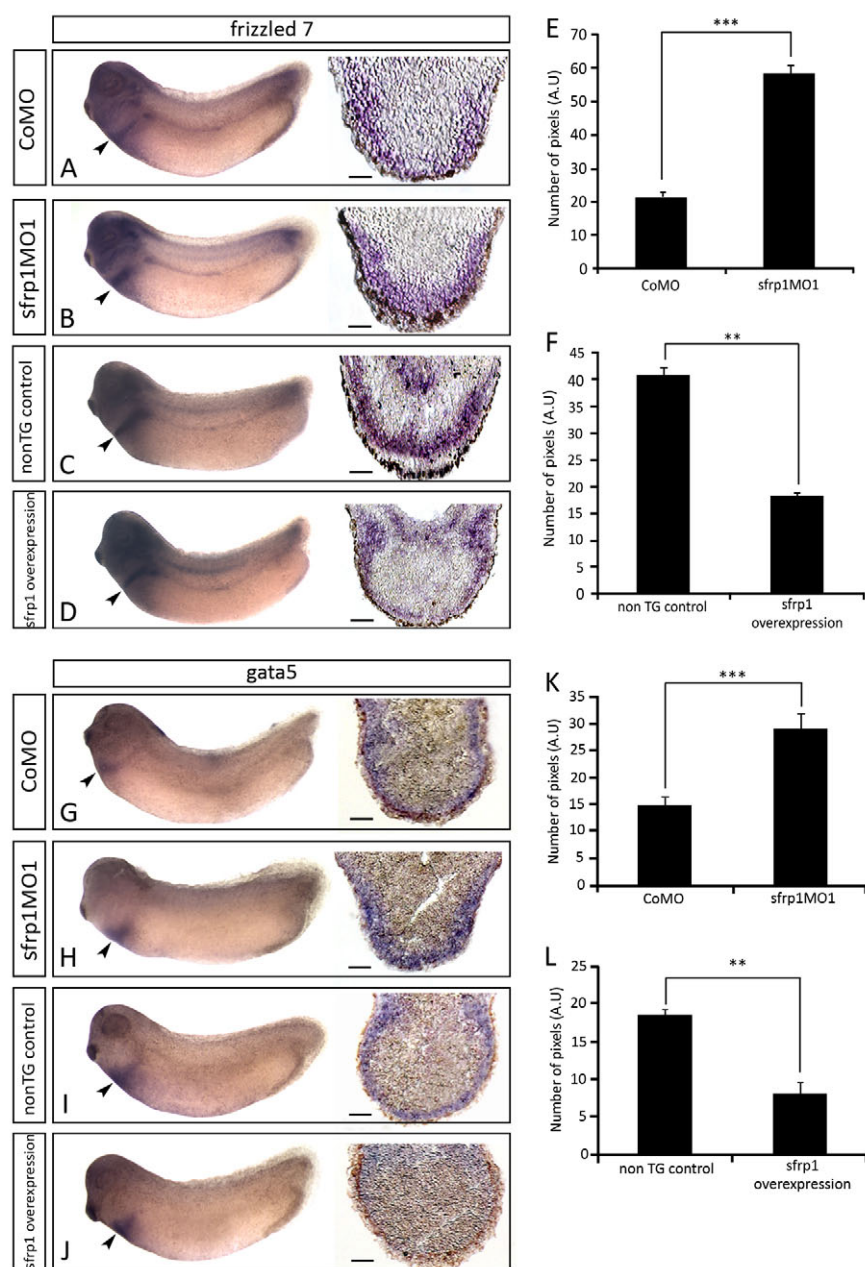 frizzled 7
CoMO
A
sfrp1MO1
B
nonTG control
C
sfrp1 overexpression
D
E
***
Number of pixels (A.U)
70
60
50
40
30
20
10
0
CoMO
sfrp1MO1
F
**
Number of pixels (A.U)
45
40
35
30
25
20
15
10
5
0
non TG control
sfrp1
overexpression
gata5
CoMO
G
sfrp1MO1
H
nonTG control
I
sfrp1 overexpression
J
K
***
Number of pixels (A.U)
35
30
25
20
15
10
5
0
CoMO
sfrp1MO1
L
**
Number of pixels (A.U)
25
20
15
10
5
0
non TG control
sfrp1
overexpression